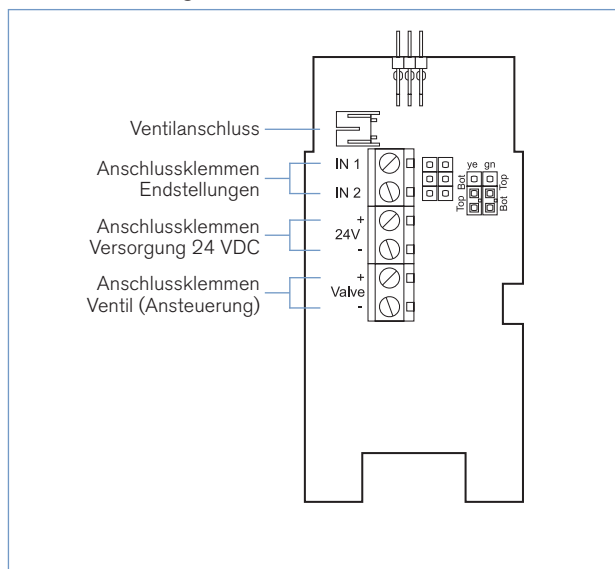 Ventilanschluss
Anschlussklemmen
Endstellungen
IN 1
IN 2
Anschlussklemmen
Versorgung 24 VDC
+
24V
-
Anschlussklemmen
Ventil (Ansteuerung)
+
Valve
-
ye gn
Bot Top
Top Bot